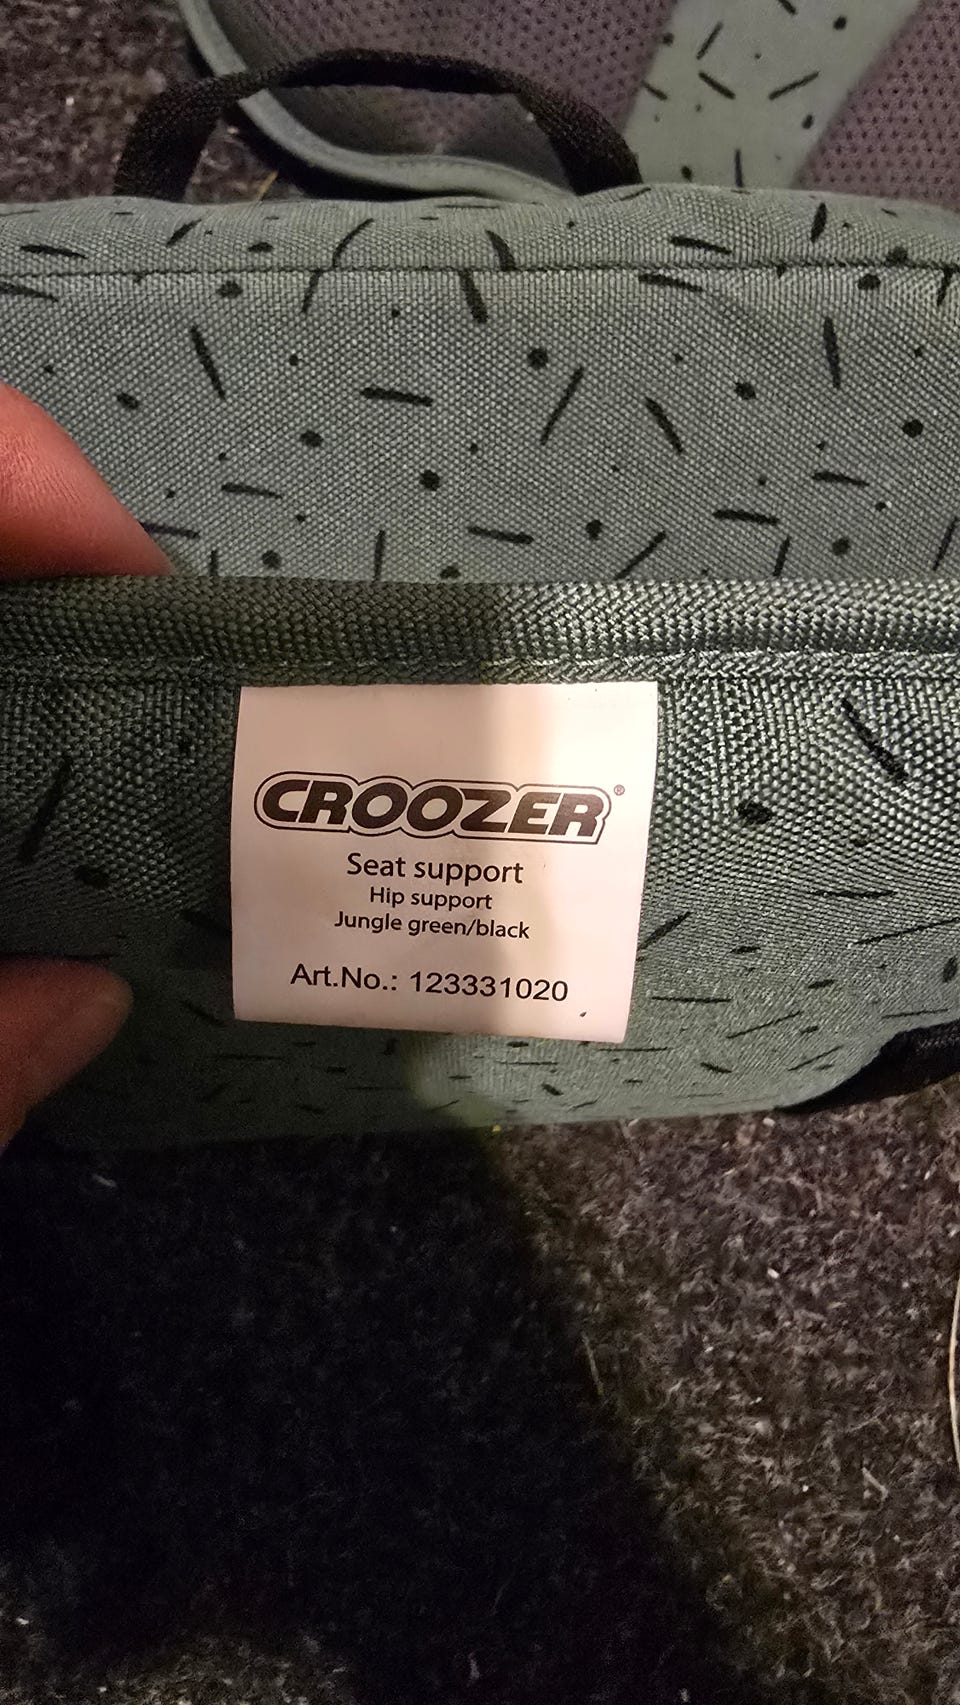 CROOZER®
Seat support
Hip support
Jungle green/black
Art.No.: 123331020